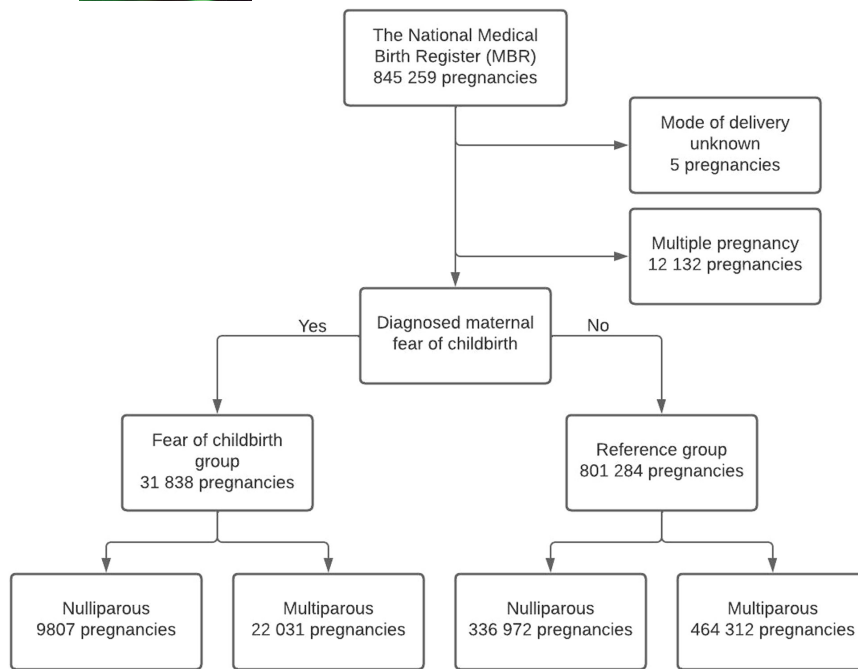 The National Medical
Birth Register (MBR)
845 259 pregnancies
Mode of delivery
unknown
5 pregnancies
Multiple pregnancy
12 132 pregnancies
Diagnosed maternal
fear of childbirth
Yes
No
Fear of childbirth
group
31 838 pregnancies
Reference group
801 284 pregnancies
Nulliparous
9807 pregnancies
Multiparous
22 031 pregnancies
Nulliparous
336 972 pregnancies
Multiparous
464 312 pregnancies